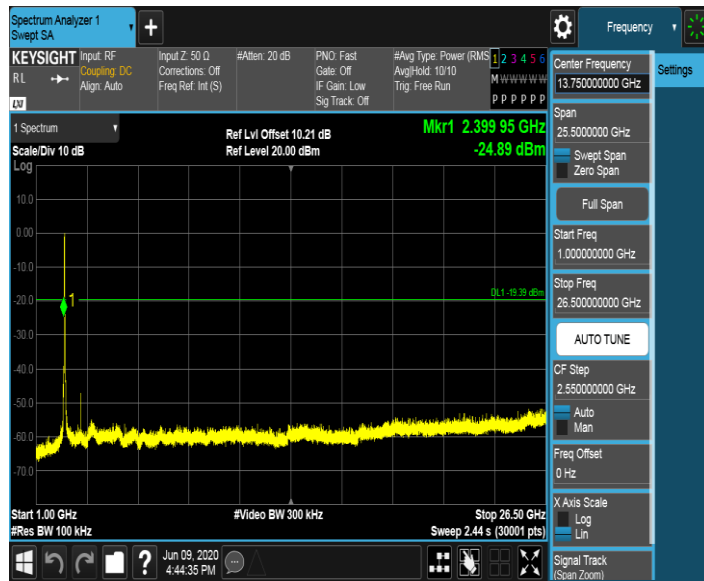 Spectrum Analyzer 1
Swept SA
+
Frequency
KEYSIGHT
RL
LXI
Input: RF
Coupling: DC
Align: Auto
Input Z: 50 Ω
Corrections: Off
Freq Ref: Int (S)
#Atten: 20 dB
PNO: Fast
Gate: Off
IF Gain: Low
Sig Track: Off
#Avg Type: Power (RMS
Avg|Hold: 10/10
Trig: Free Run
1 2 3 4 5 6
M W W W W W
P P P P P P
Settings
1 Spectrum
Scale/Div 10 dB
Log
Ref Lvl Offset 10.21 dB
Ref Level 20.00 dBm
Mkr1 2.399 95 GHz
-24.89 dBm
10.0
0.00
-10.0
-20.0
-30.0
-40.0
-50.0
-60.0
-70.0
1
DL1 -19.39 dBm
Start 1.00 GHz
#Res BW 100 kHz
#Video BW 300 kHz
Stop 26.50 GHz
Sweep 2.44 s (30001 pts)
Center Frequency
13.750000000 GHz
Span
25.5000000 GHz
Swept Span
Zero Span
Full Span
Start Freq
1.000000000 GHz
Stop Freq
26.500000000 GHz
AUTO TUNE
CF Step
2.550000000 GHz
Auto
Man
Freq Offset
0 Hz
X Axis Scale
Log
Lin
Signal Track
(Span Zoom)
?
Jun 09, 2020
4:44:35 PM